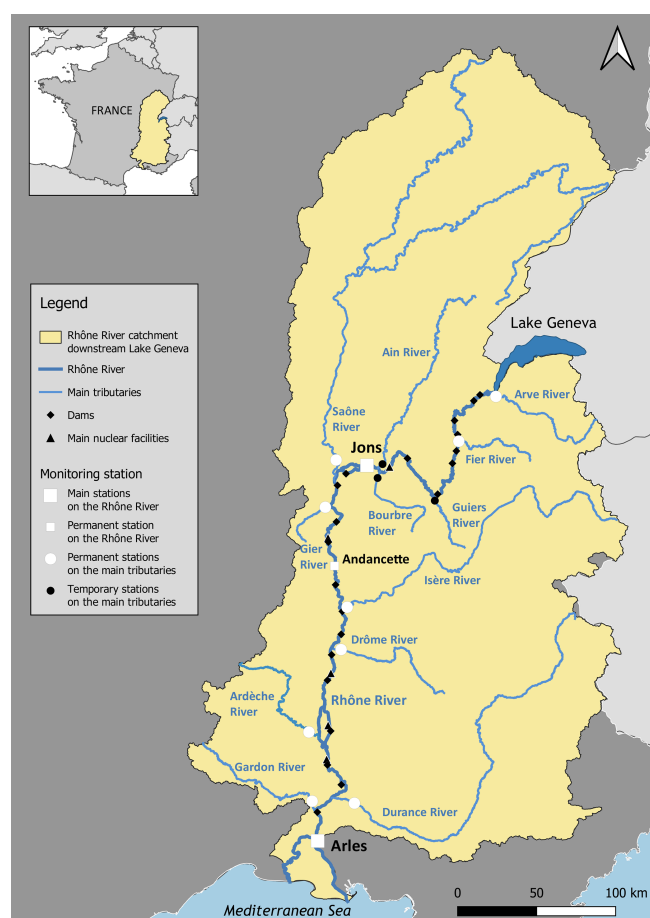 FRANCE
Legend
Rhône River catchment
downstream Lake Geneva
Rhône River
Main tributaries
Dams
Main nuclear facilities
Monitoring station
Main stations
on the Rhône River
Permanent station
on the Rhône River
Permanent stations
on the main tributaries
Temporary stations
on the main tributaries
Lake Geneva
Ain River
Arve River
Saône
River
Jons
Fier River
Bourbre
River
Guiers
River
Gier
River
Andancette
Isère River
Drôme River
Ardèche
River
Rhône River
Gardon River
Durance River
Arles
Mediterranean Sea
0 50 100 km